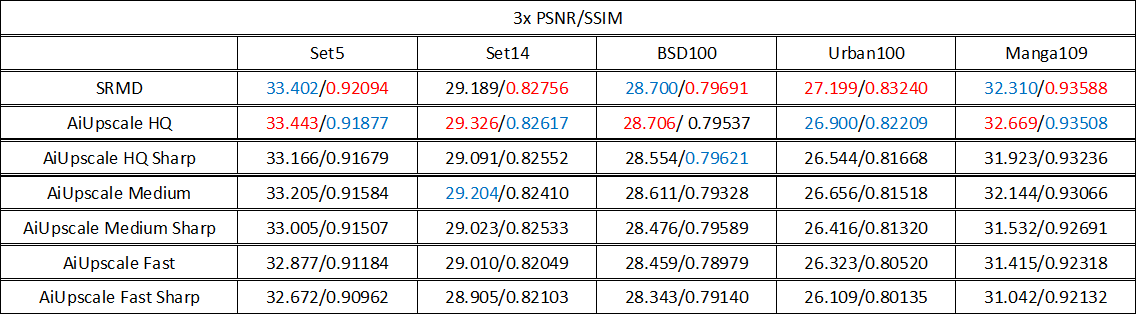 3x PSNR/SSIM
Set5 Set14 BSD100 Urban100 Manga109
SRMD 33.402/0.92094 29.189/0.82756 28.700/0.79691 27.199/0.83240 32.310/0.93588
AiUpscale HQ 33.443/0.91877 29.326/0.82617 28.706/ 0.79537 26.900/0.82209 32.669/0.93508
AiUpscale HQ Sharp 33.166/0.91679 29.091/0.82552 28.554/0.79621 26.544/0.81668 31.923/0.93236
AiUpscale Medium 33.205/0.91584 29.204/0.82410 28.611/0.79328 26.656/0.81518 32.144/0.93066
AiUpscale Medium Sharp 33.005/0.91507 29.023/0.82533 28.476/0.79589 26.416/0.81320 31.532/0.92691
AiUpscale Fast 32.877/0.91184 29.010/0.82049 28.459/0.78979 26.323/0.80520 31.415/0.92318
AiUpscale Fast Sharp 32.672/0.90962 28.905/0.82103 28.343/0.79140 26.109/0.80135 31.042/0.92132